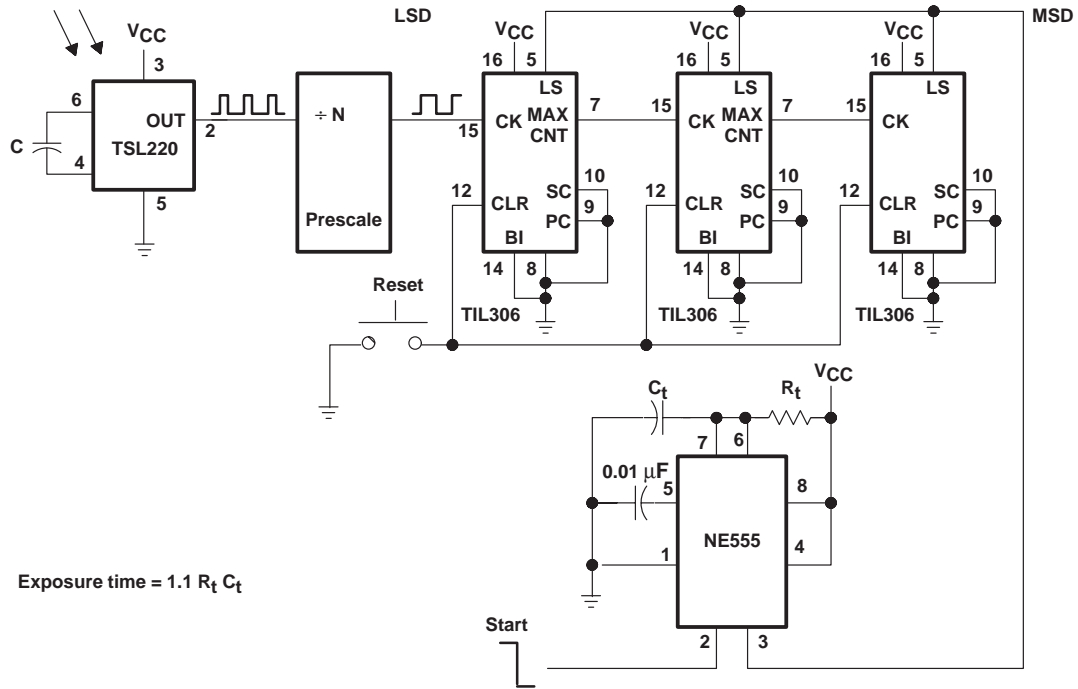 LSD
MSD
VCC
3
6
OUT
2
TSL220
C
4
5
÷ N
Prescale
VCC
16
5
LS
15
CK
MAX
CNT
7
12
CLR
SC
10
PC
9
BI
14
8
TIL306
VCC
16
5
LS
15
CK
MAX
CNT
7
12
CLR
SC
10
PC
9
BI
14
8
TIL306
VCC
16
5
LS
15
CK
12
CLR
SC
10
PC
9
BI
14
8
TIL306
Reset
VCC
Ct
Rt
7
6
0.01 μF
5
8
NE555
1
4
2
3
Exposure time = 1.1 Rt Ct
Start